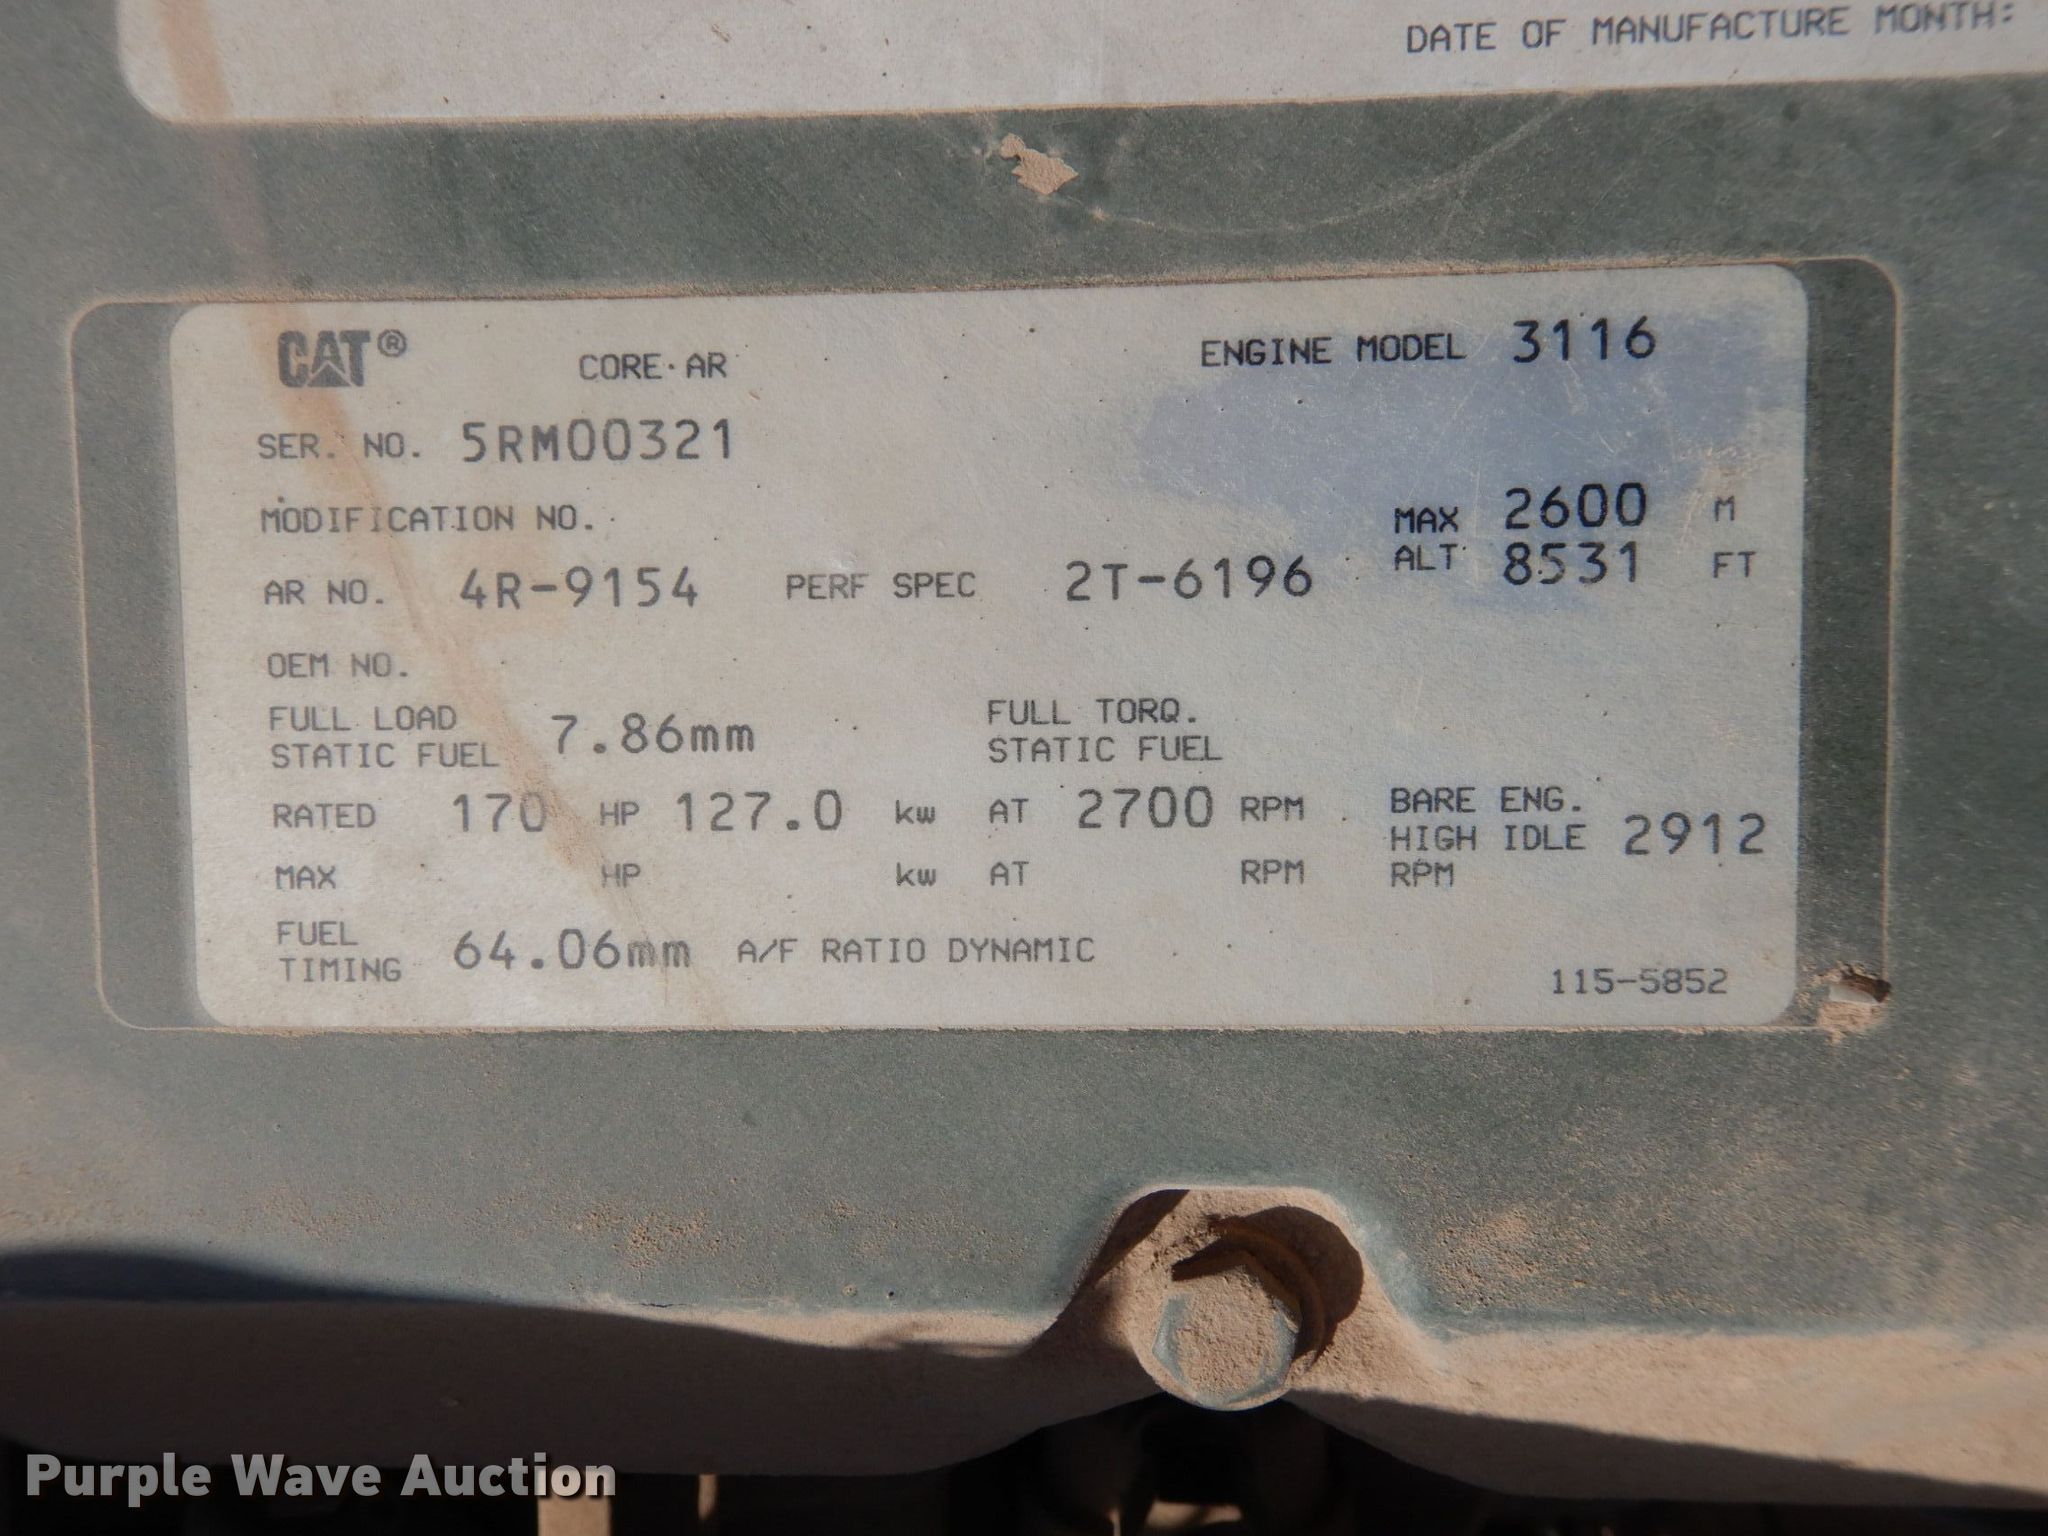 DATE OF MANUFACTURE MONTH:
CAT® CORE·AR ENGINE MODEL 3116
SER. NO. 5RM00321
MODIFICATION NO.
MAX ALT 2600 M
8531 FT
AR NO. 4R-9154 PERF SPEC 2T-6196
OEM NO.
FULL LOAD STATIC FUEL 7.86mm
FULL TORQ. STATIC FUEL
RATED 170 HP 127.0 kw AT 2700 RPM
BARE ENG. HIGH IDLE RPM 2912
MAX HP kw AT RPM
FUEL TIMING 64.06mm A/F RATIO DYNAMIC
115-5852
Purple Wave Auction